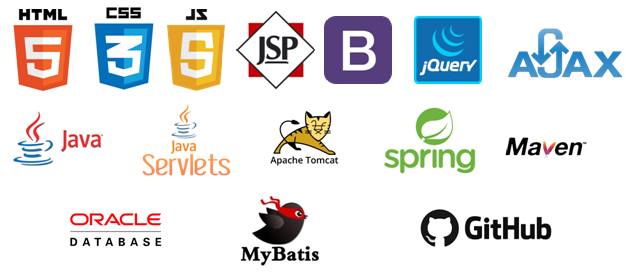 HTML CSS JS
5 3 5
JSP
B
jQuery
AJAX
Java
Java
Servlets
Apache Tomcat
spring
Maven
ORACLE
DATABASE
MyBatis
GitHub